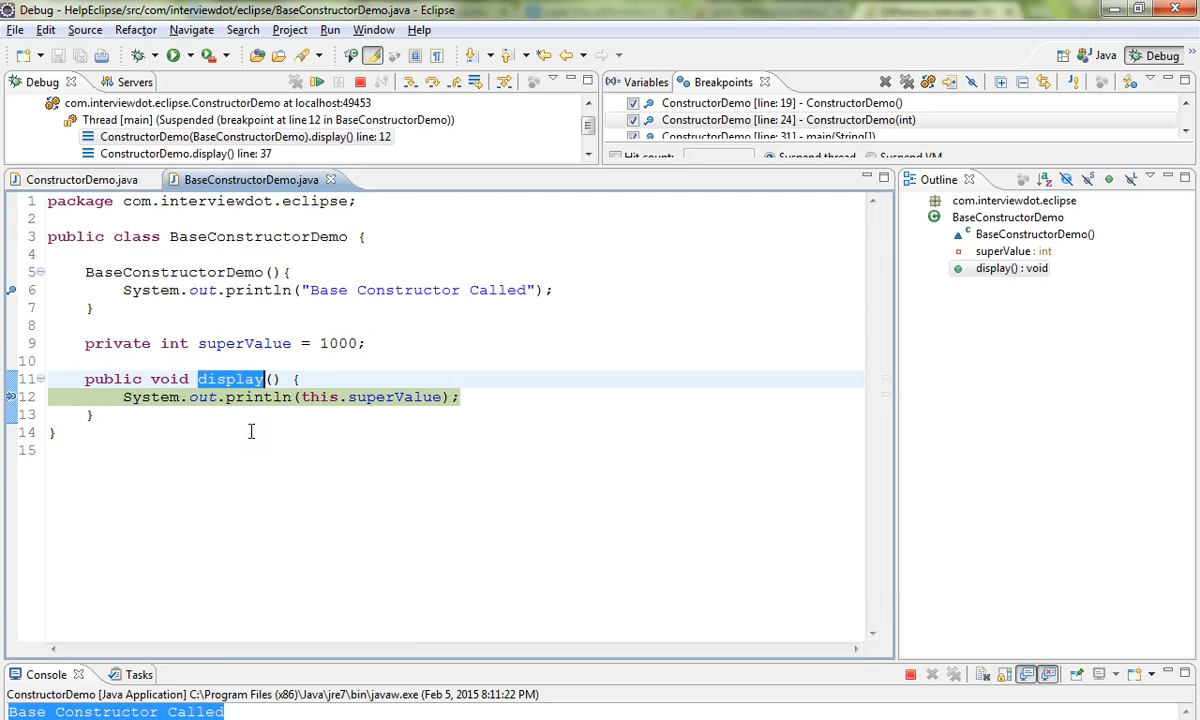 Debug - HelpEclipse/src/com/interviewdot/eclipse/BaseConstructorDemo.java - Eclipse
File Edit Source Refactor Navigate Search Project Run Window Help
Java Debug
Debug Servers
Variables Breakpoints
com.interviewdot.eclipse.ConstructorDemo at localhost:49453
Thread [main] (Suspended (breakpoint at line 12 in BaseConstructorDemo))
ConstructorDemo(BaseConstructorDemo).display() line: 12
ConstructorDemo.display() line: 37
ConstructorDemo [line: 19] - ConstructorDemo()
ConstructorDemo [line: 24] - ConstructorDemo(int)
ConstructorDemo [line: 31] - main(String[])
Hit count: Suspend thread Suspend VM
ConstructorDemo.java BaseConstructorDemo.java
1 package com.interviewdot.eclipse;
2
3 public class BaseConstructorDemo {
4
5 BaseConstructorDemo(){
6 System.out.println("Base Constructor Called");
7 }
8
9 private int superValue = 1000;
10
11 public void display() {
12 System.out.println(this.superValue);
13 }
14 }
15
Outline
com.interviewdot.eclipse
BaseConstructorDemo
BaseConstructorDemo()
superValue : int
display() : void
Console Tasks
ConstructorDemo [Java Application] C:\Program Files (x86)\Java\jre7\bin\javaw.exe (Feb 5, 2015 8:11:22 PM)
Base Constructor Called